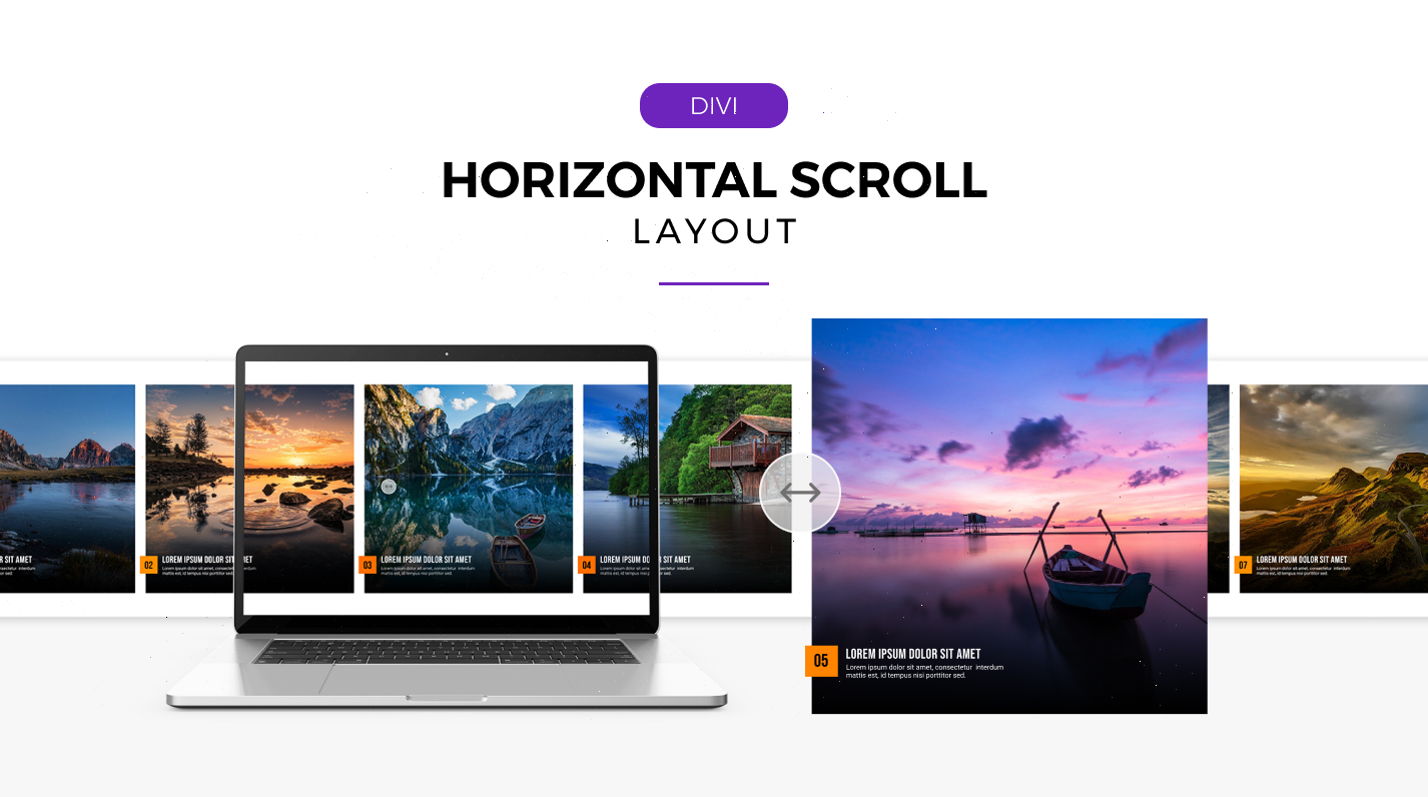 DIVI
HORIZONTAL SCROLL
LAYOUT
R SIT AMET
consectetur interdum
porttitor sed.
02
LOREM IPSUM DOLOR SIT AMET
Lorem ipsum dolor sit amet, consectetur interdum
mattis est, id tempus nisi porttitor sed.
03
LOREM IPSUM DOLOR SIT AMET
Lorem ipsum dolor sit amet, consectetur interdum
mattis est, id tempus nisi porttitor sed.
04
LOREM IPSUM DOLOR SIT AMET
Lorem ipsum dolor sit amet, consectetur interdum
mattis est, id tempus nisi porttitor sed.
05
LOREM IPSUM DOLOR SIT AMET
Lorem ipsum dolor sit amet, consectetur interdum
mattis est, id tempus nisi porttitor sed.
07
LOREM IPSUM DOLOR SIT AMET
Lorem ipsum dolor sit amet, consectetur interdum
mattis est, id tempus nisi porttitor sed.